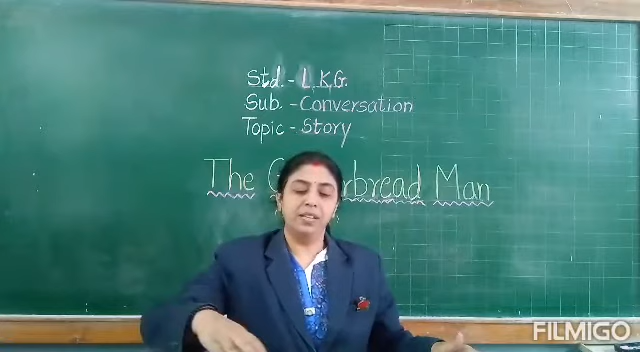 Std. - L.K.G.
Sub. - Conversation
Topic - Story
The Man
FILMIGO